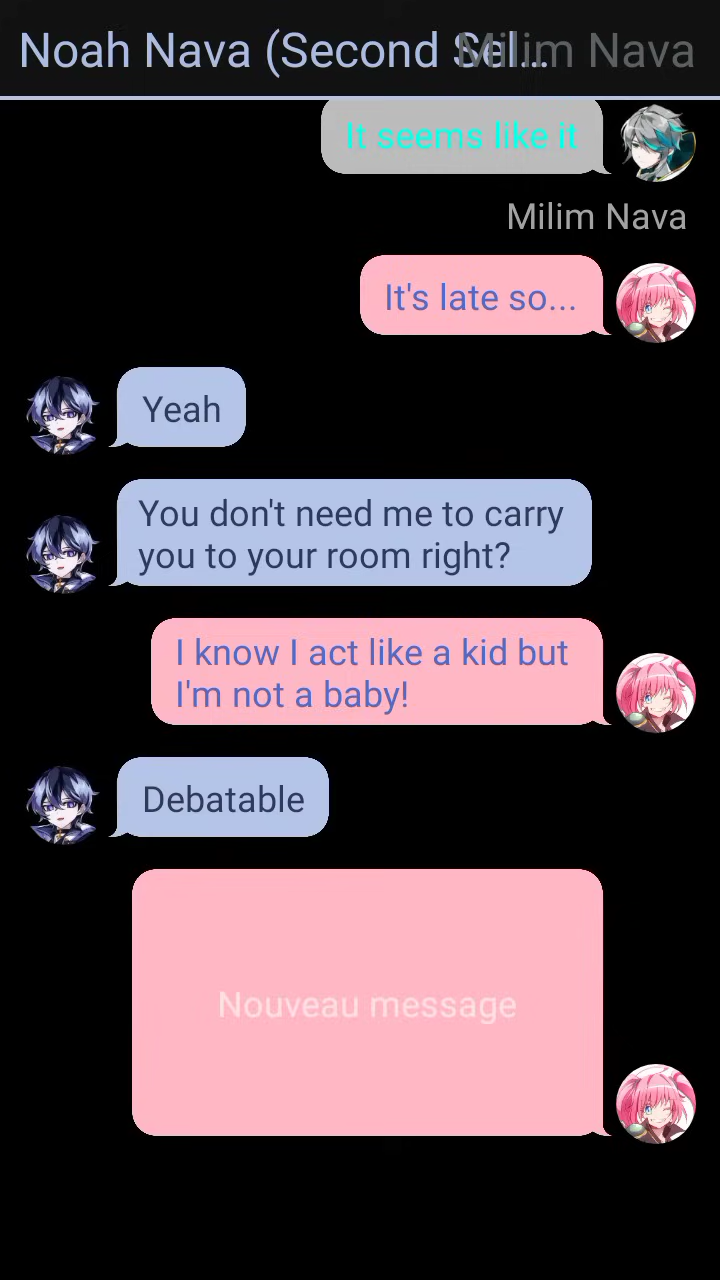 Noah Nava (Second Sel...
Milim Nava
It seems like it
Milim Nava
It's late so...
Yeah
You don't need me to carry
you to your room right?
I know I act like a kid but
I'm not a baby!
Debatable
Nouveau message